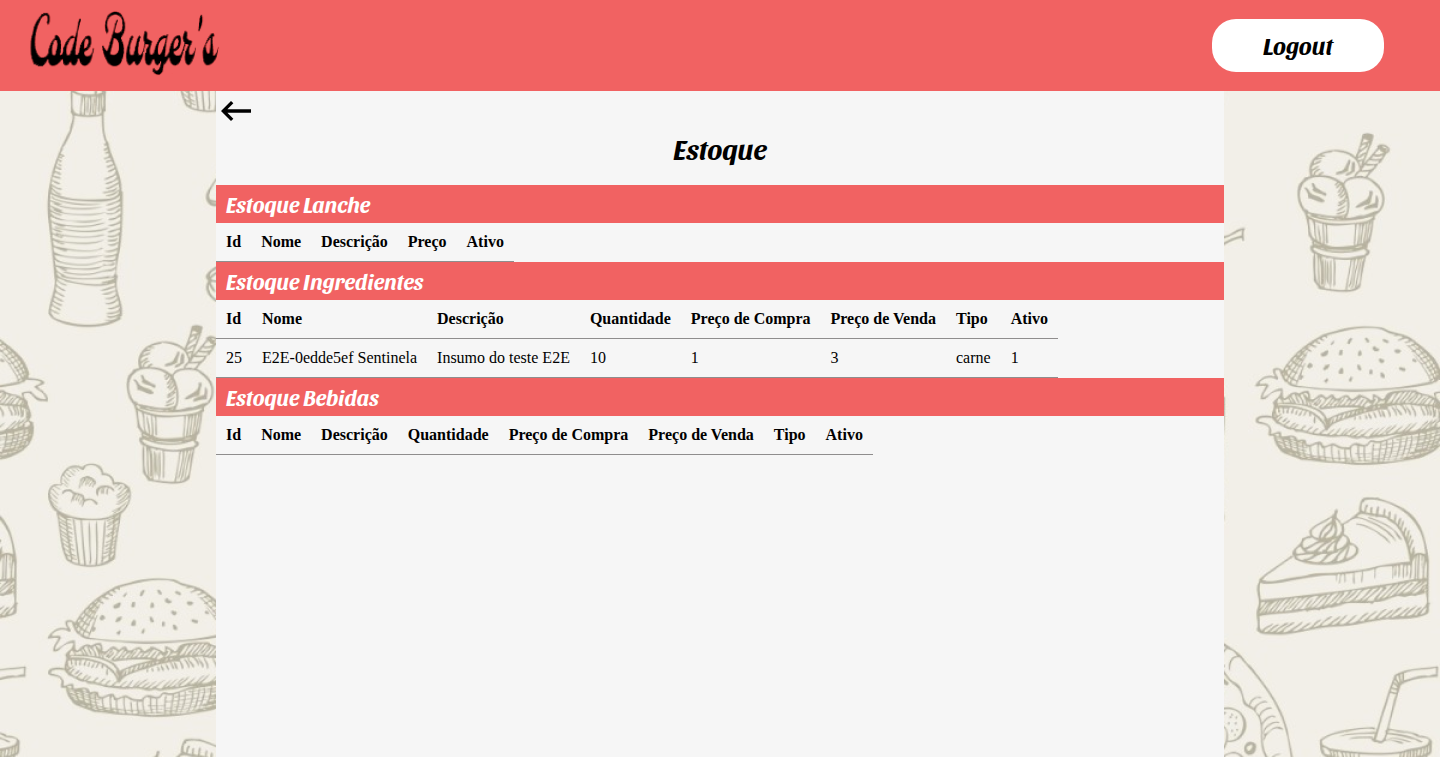 Code Burger's
Logout
Estoque
Estoque Lanche
Id Nome Descrição Preço Ativo
Estoque Ingredientes
Id Nome Descrição Quantidade Preço de Compra Preço de Venda Tipo Ativo
25 E2E-0edde5ef Sentinela Insumo do teste E2E 10 1 3 carne 1
Estoque Bebidas
Id Nome Descrição Quantidade Preço de Compra Preço de Venda Tipo Ativo